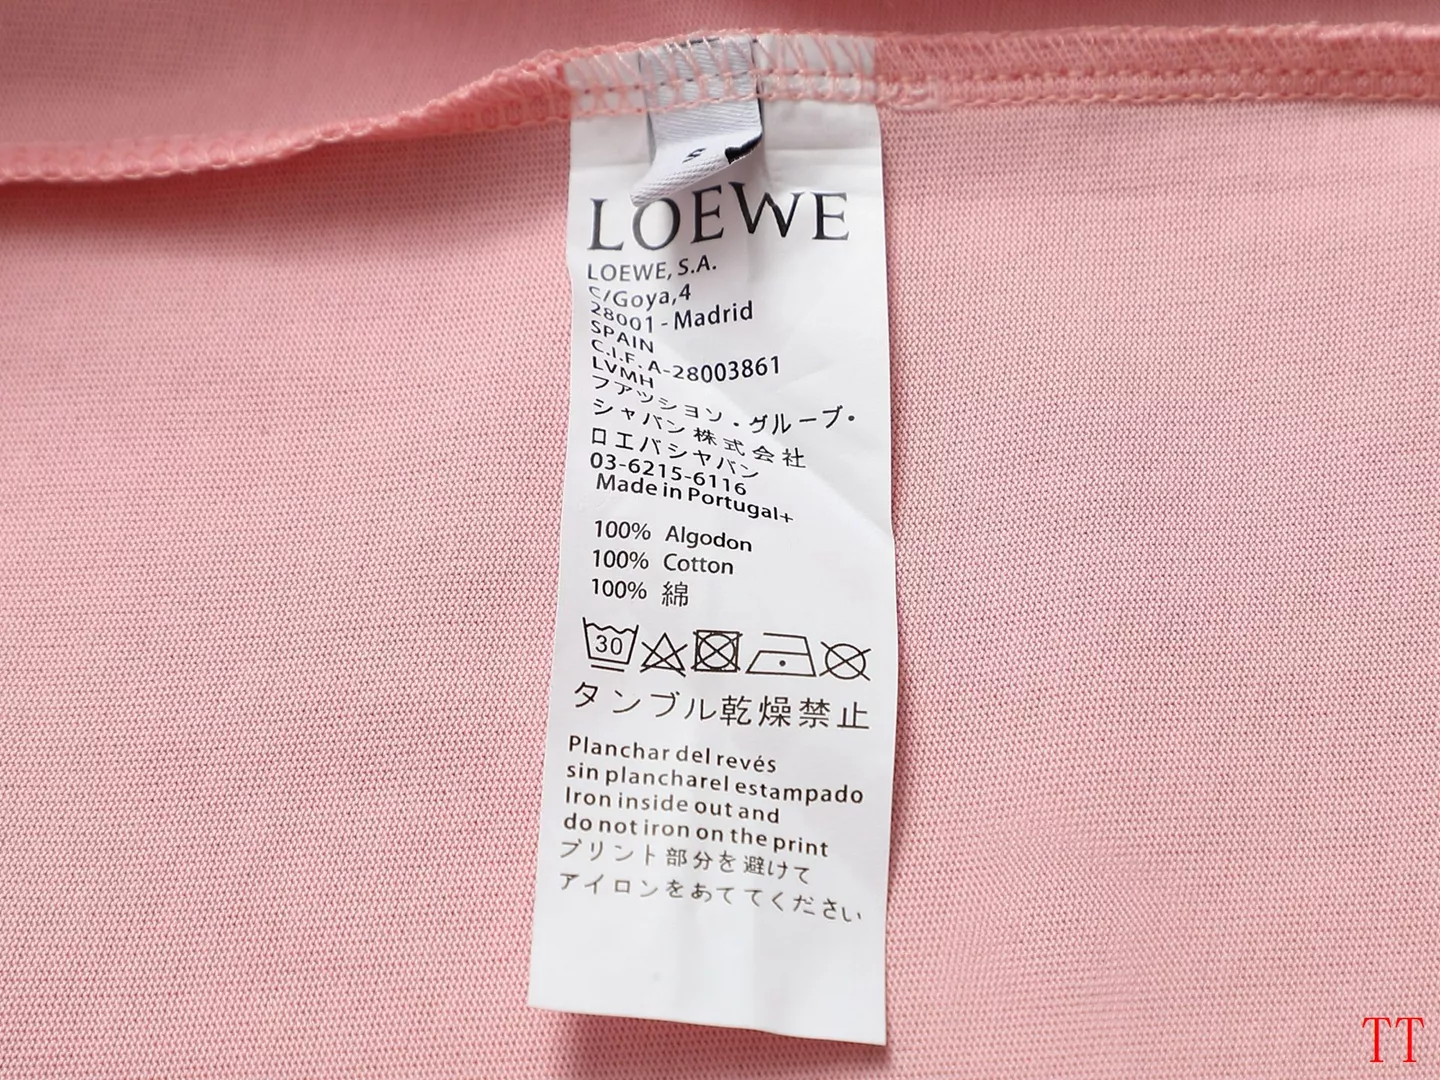 S
LOEWE
LOEWE, S.A.
C/Goya,4
28001 - Madrid
SPAIN
C.I.F. A-28003861
LVMH
ファッション・グループ・
ジャパン株式会社
ロエベジャパン
03-6215-6116
Made in Portugal+
100% Algodon
100% Cotton
100% 綿
30
タンブル乾燥禁止
Planchar del revés
sin plancharel estampado
Iron inside out and
do not iron on the print
プリント部分を避けて
アイロンをあててください
TT